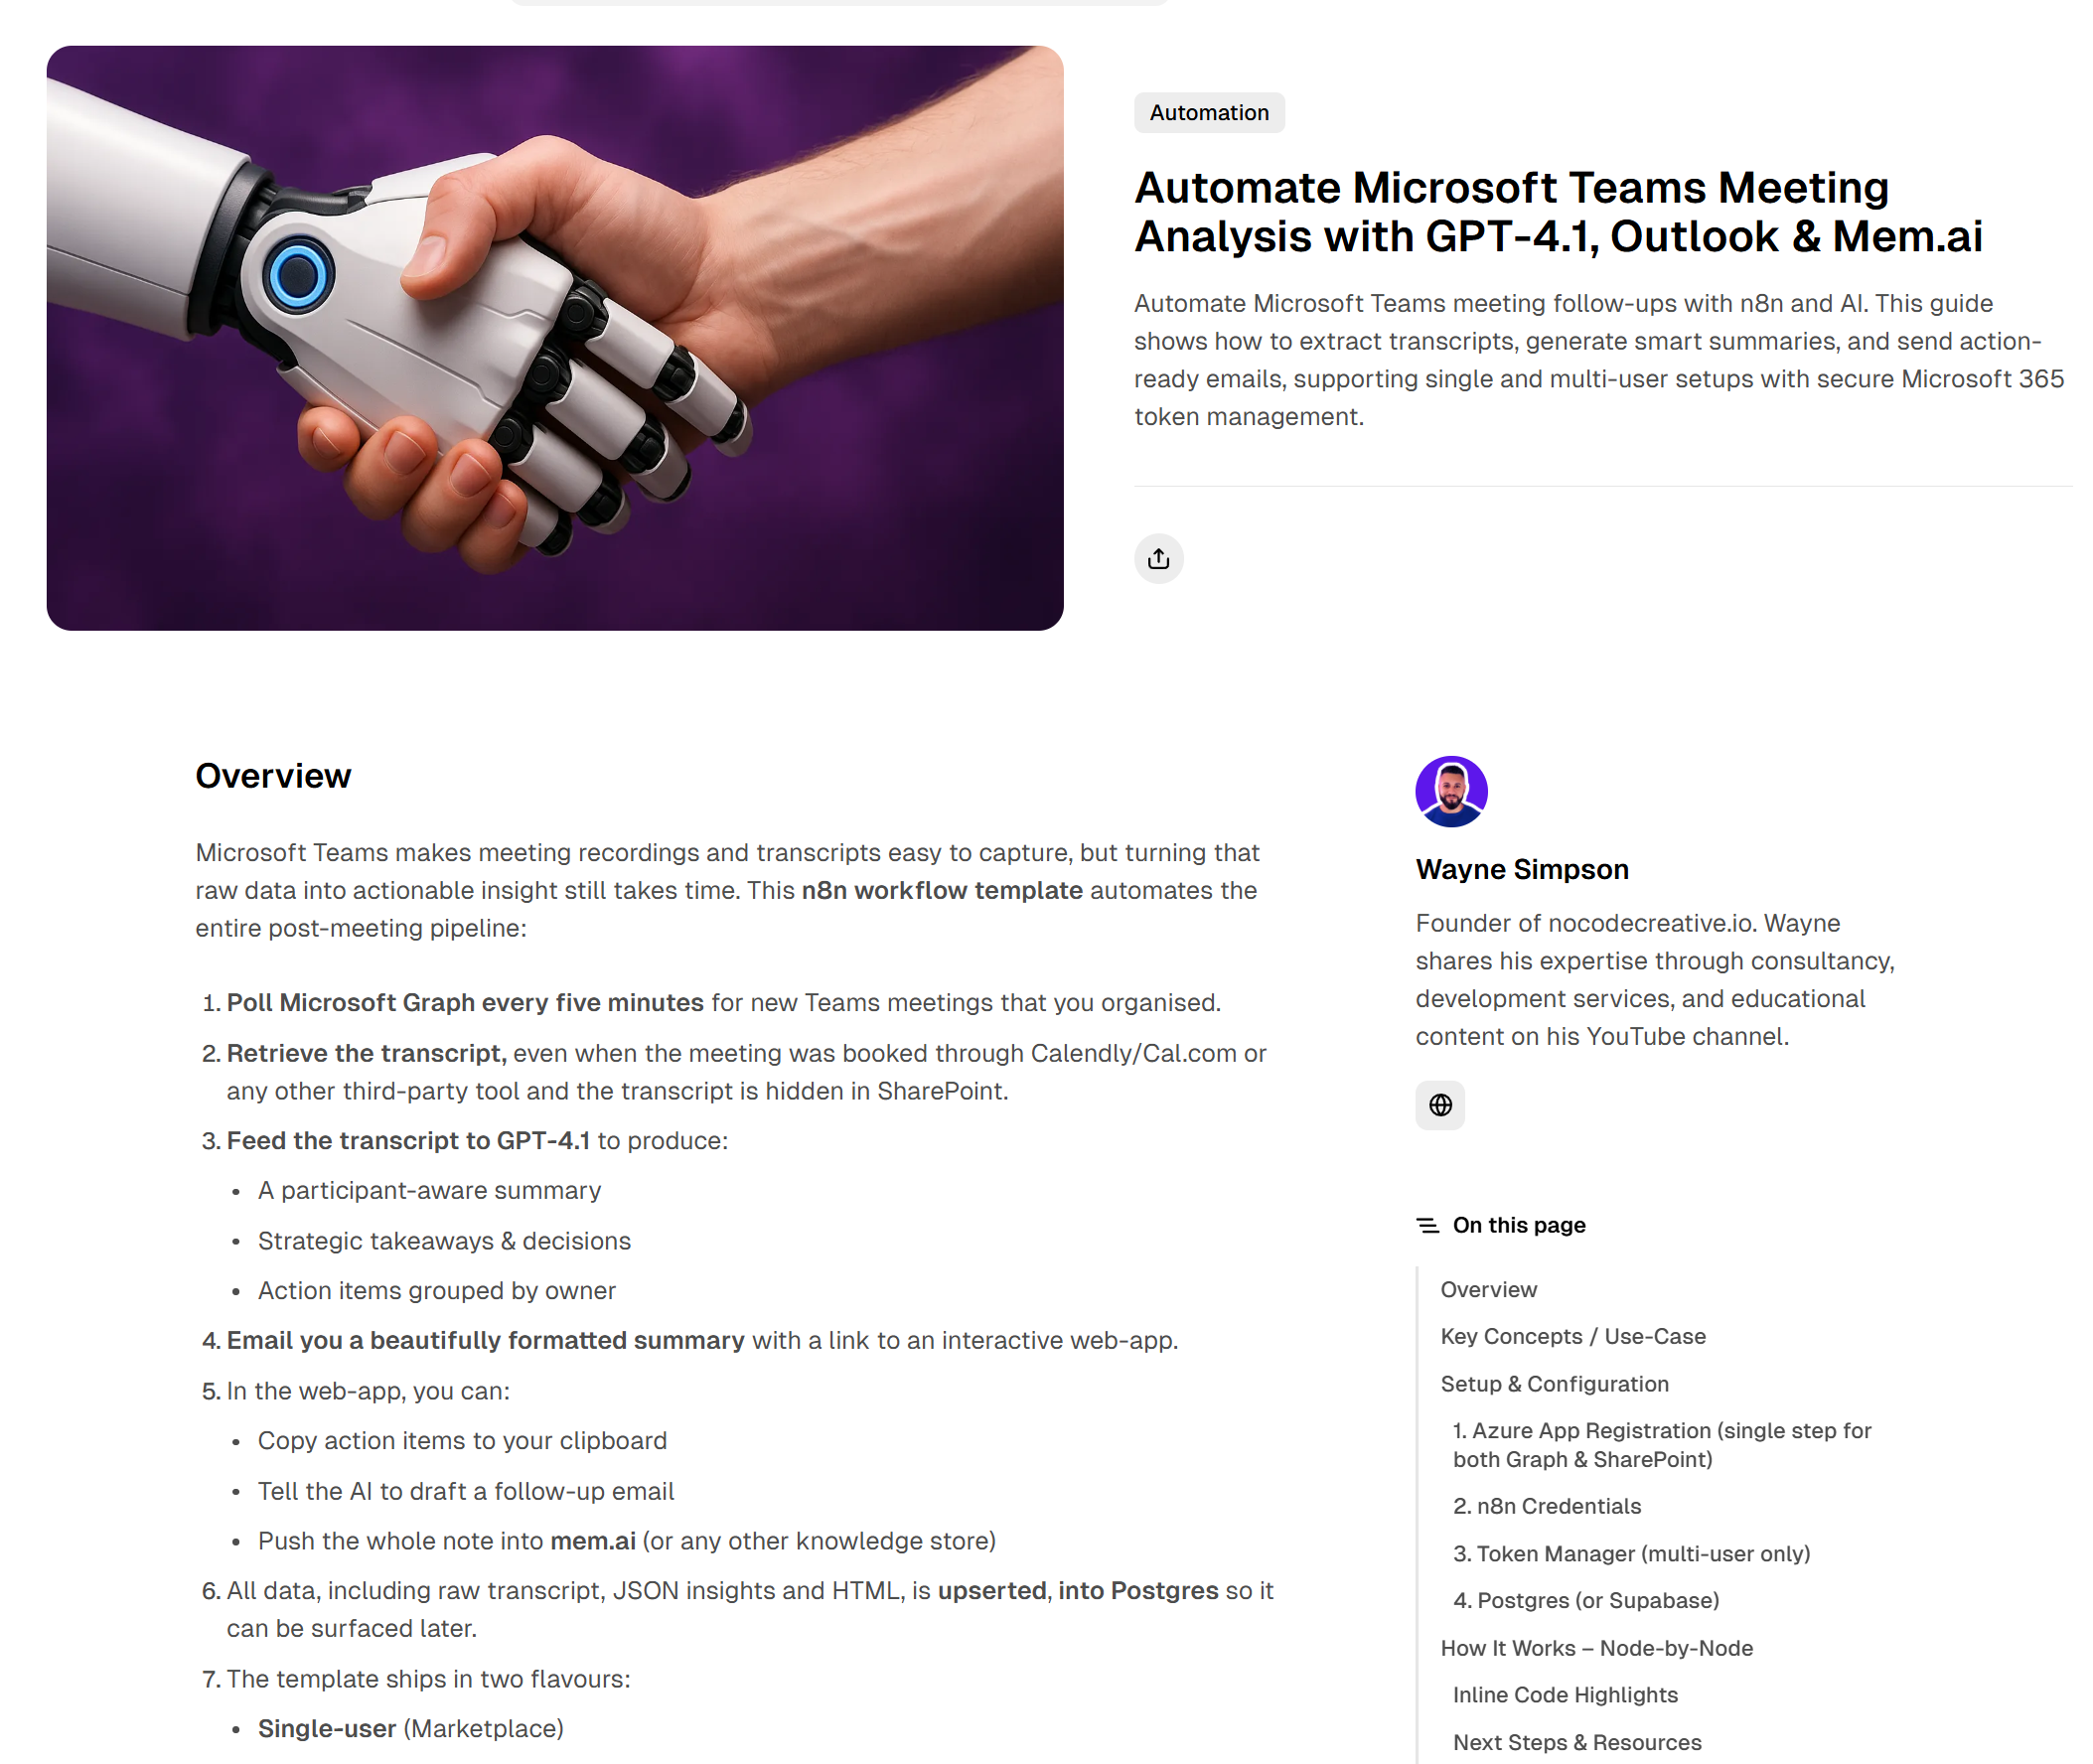 Automation
Automate Microsoft Teams Meeting
Analysis with GPT-4.1, Outlook & Mem.ai
Automate Microsoft Teams meeting follow-ups with n8n and AI. This guide
shows how to extract transcripts, generate smart summaries, and send action-
ready emails, supporting single and multi-user setups with secure Microsoft 365
token management.
Overview
Microsoft Teams makes meeting recordings and transcripts easy to capture, but turning that
raw data into actionable insight still takes time. This n8n workflow template automates the
entire post-meeting pipeline:
1. Poll Microsoft Graph every five minutes for new Teams meetings that you organised.
2. Retrieve the transcript, even when the meeting was booked through Calendly/Cal.com or
any other third-party tool and the transcript is hidden in SharePoint.
3. Feed the transcript to GPT-4.1 to produce:
• A participant-aware summary
• Strategic takeaways & decisions
• Action items grouped by owner
4. Email you a beautifully formatted summary with a link to an interactive web-app.
5. In the web-app, you can:
• Copy action items to your clipboard
• Tell the AI to draft a follow-up email
• Push the whole note into mem.ai (or any other knowledge store)
6. All data, including raw transcript, JSON insights and HTML, is upserted, into Postgres so it
can be surfaced later.
7. The template ships in two flavours:
• Single-user (Marketplace)
Wayne Simpson
Founder of nocodecreative.io. Wayne
shares his expertise through consultancy,
development services, and educational
content on his YouTube channel.
On this page
Overview
Key Concepts / Use-Case
Setup & Configuration
1. Azure App Registration (single step for
both Graph & SharePoint)
2. n8n Credentials
3. Token Manager (multi-user only)
4. Postgres (or Supabase)
How It Works – Node-by-Node
Inline Code Highlights
Next Steps & Resources